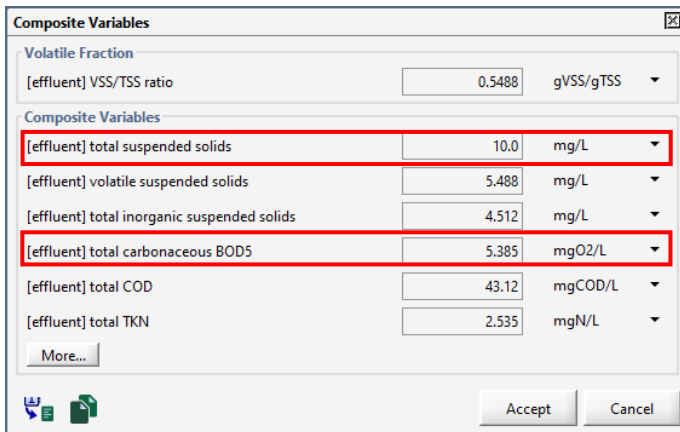 Composite Variables
Volatile Fraction
[effluent] VSS/TSS ratio 0.5488 gVSS/gTSS
Composite Variables
[effluent] total suspended solids 10.0 mg/L
[effluent] volatile suspended solids 5.488 mg/L
[effluent] total inorganic suspended solids 4.512 mg/L
[effluent] total carbonaceous BOD5 5.385 mgO2/L
[effluent] total COD 43.12 mgCOD/L
[effluent] total TKN 2.535 mgN/L
More...
Accept Cancel